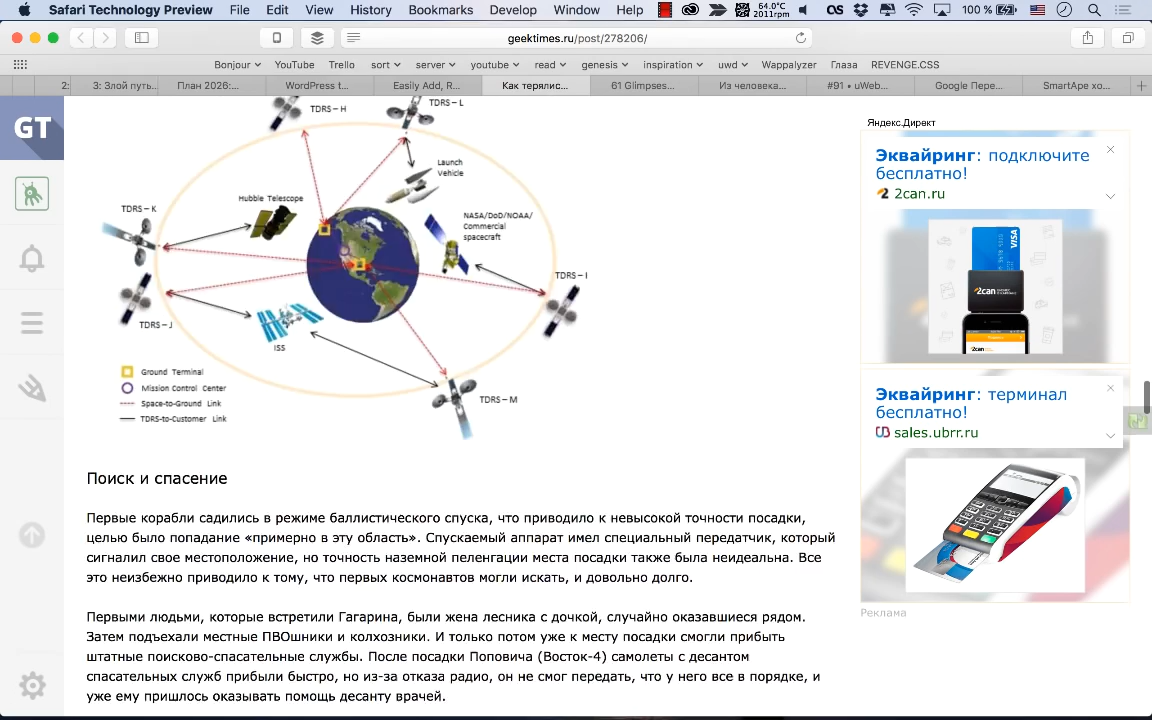 Safari Technology Preview File Edit View History Bookmarks Develop Window Help
64.0°C
2011rpm
100 %
geektimes.ru/post/278206/
Bonjour YouTube Trello sort server youtube read genesis inspiration uwd Wappalyzer Глаза REVENGE.CSS
2: 3: Злой путь... План 2026:... WordPress t... Easily Add, R... Как терялис... 61 Glimpses... Из человека... #91 • uWeb... Google Пере... SmartApe хо...
GT
TDRS – H
TDRS – L
Launch
Vehicle
Hubble Telescope
TDRS – K
NASA/DoD/NOAA/
Commercial
spacecraft
TDRS – I
TDRS – J
ISS
TDRS – M
Ground Terminal
Mission Control Center
Space-to-Ground Link
TDRS-to-Customer Link
Поиск и спасение
Первые корабли садились в режиме баллистического спуска, что приводило к невысокой точности посадки,
целью было попадание «примерно в эту область». Спускаемый аппарат имел специальный передатчик, который
сигналил свое местоположение, но точность наземной пеленгации места посадки также была неидеальна. Все
это неизбежно приводило к тому, что первых космонавтов могли искать, и довольно долго.
Первыми людьми, которые встретили Гагарина, были жена лесника с дочкой, случайно оказавшиеся рядом.
Затем подъехали местные ПВОшники и колхозники. И только потом уже к месту посадки смогли прибыть
штатные поисково-спасательные службы. После посадки Поповича (Восток-4) самолеты с десантом
спасательных служб прибыли быстро, но из-за отказа радио, он не смог передать, что у него все в порядке, и
уже ему пришлось оказывать помощь десанту врачей.
Яндекс.Директ
Эквайринг: подключите
бесплатно!
2can.ru
VISA
2can
2can
Эквайринг: терминал
бесплатно!
sales.ubrr.ru
Реклама